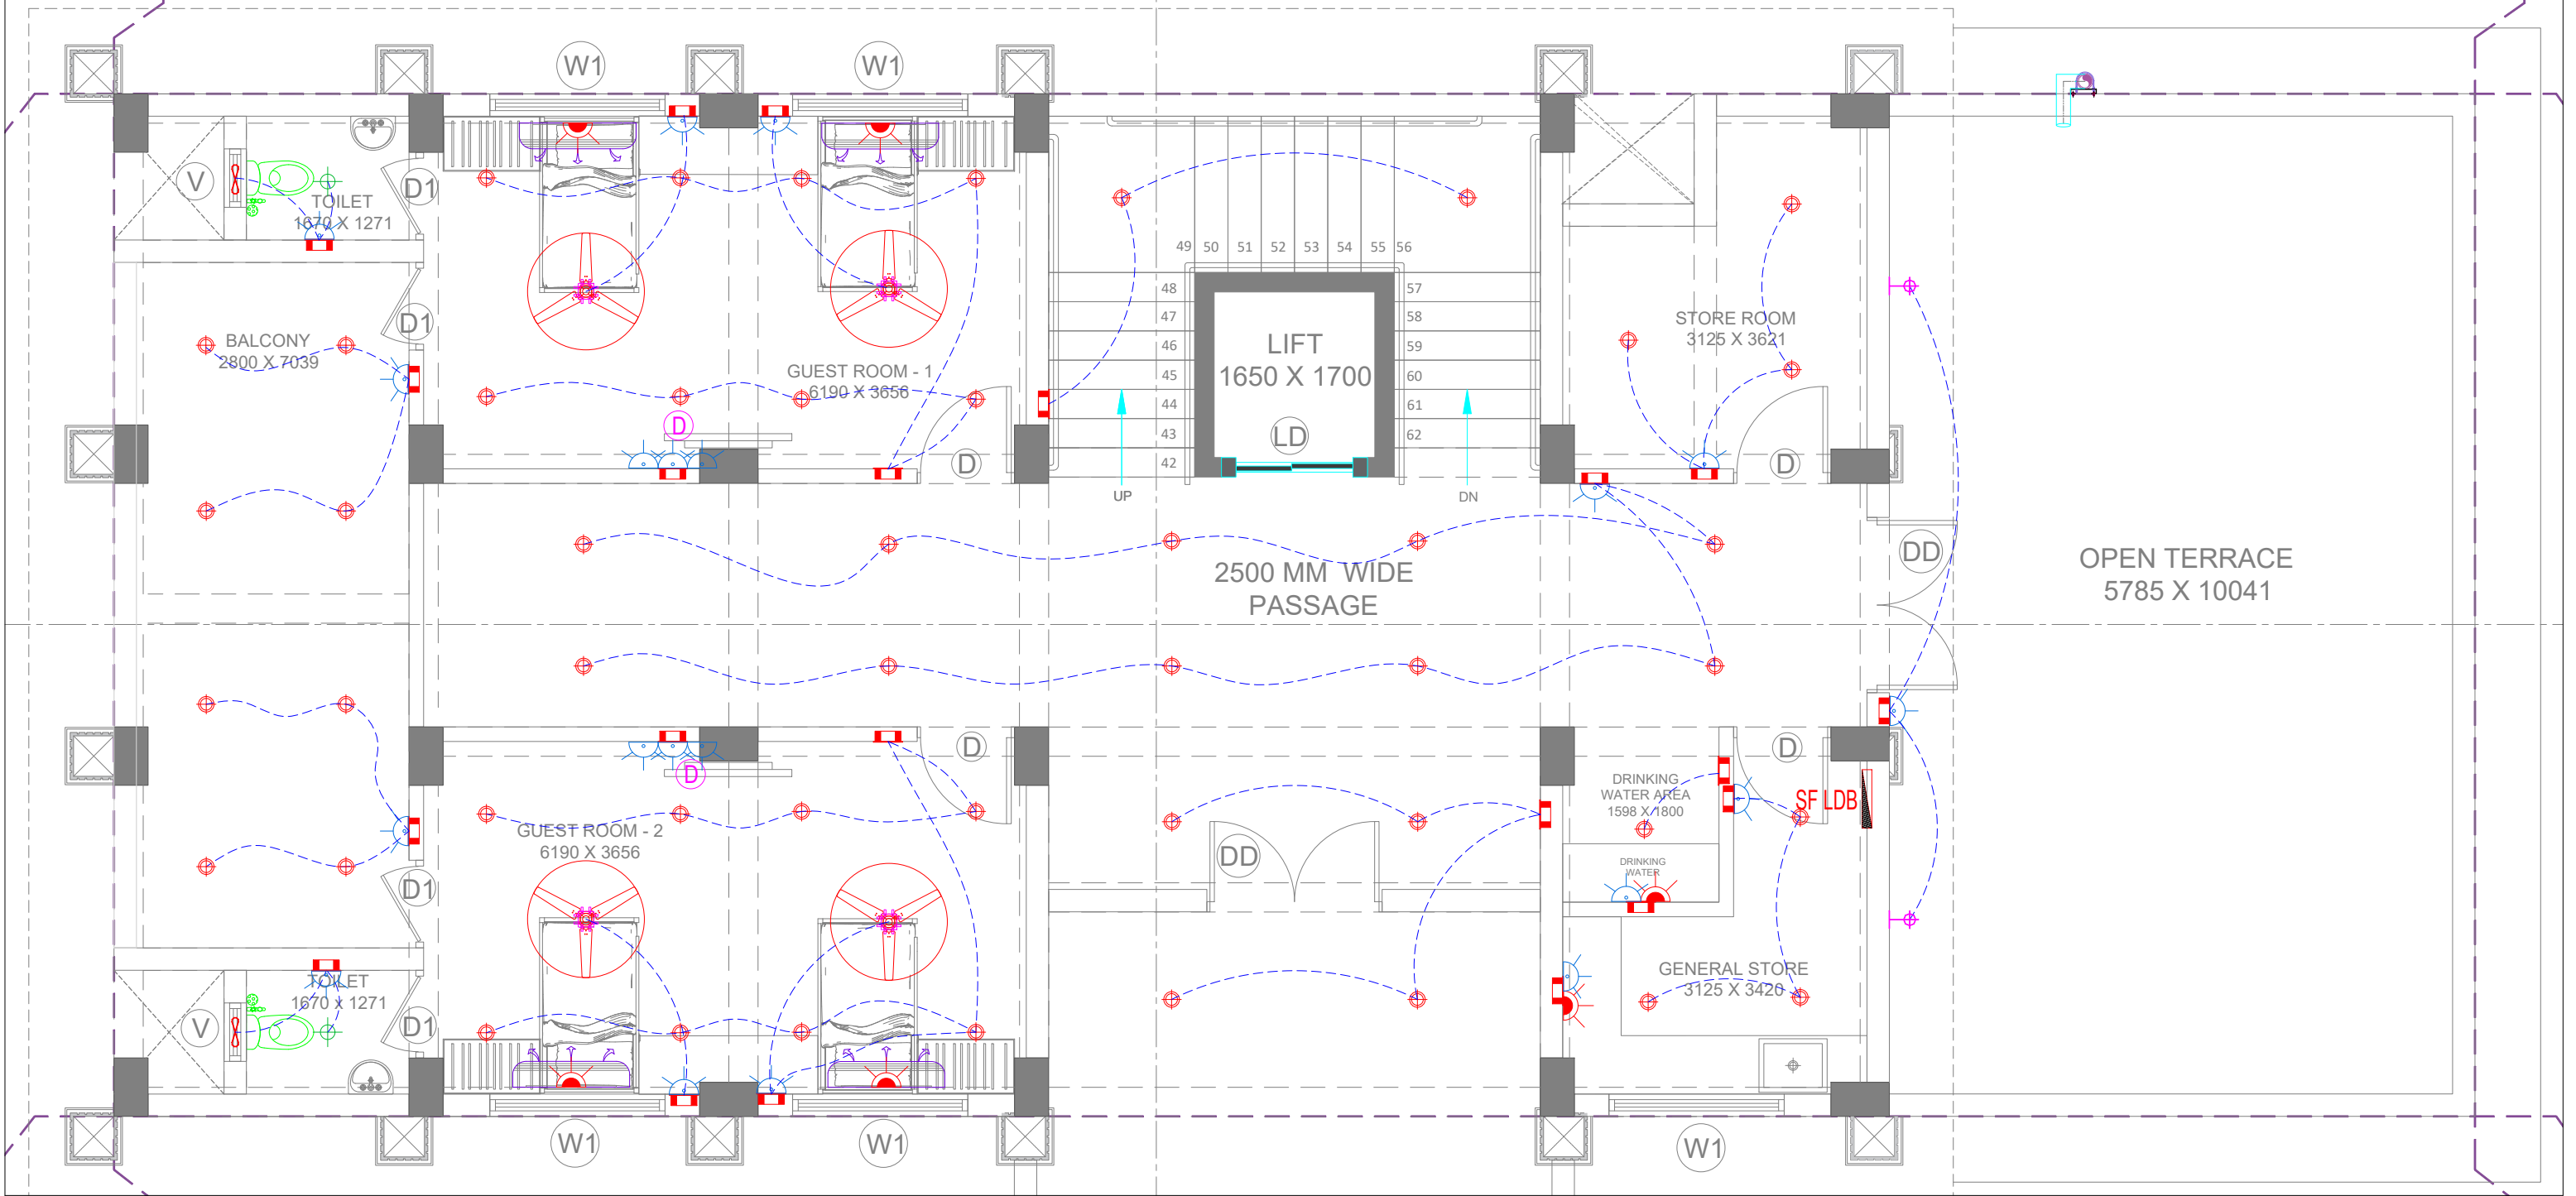 W1
W1
V
TOILET
1670 X 1271
D1
D1
BALCONY
2800 X 7039
GUEST ROOM - 1
6190 X 3656
D
D
49 50 51 52 53 54 55 56
48
47
46
45
44
43
42
57
58
59
60
61
62
LIFT
1650 X 1700
LD
UP
DN
STORE ROOM
3125 X 3621
D
DD
2500 MM WIDE
PASSAGE
OPEN TERRACE
5785 X 10041
D
D
GUEST ROOM - 2
6190 X 3656
D1
D1
TOILET
1670 X 1271
V
DD
DRINKING
WATER AREA
1598 X 1800
DRINKING
WATER
D
SF LDB
GENERAL STORE
3125 X 3420
W1
W1
W1